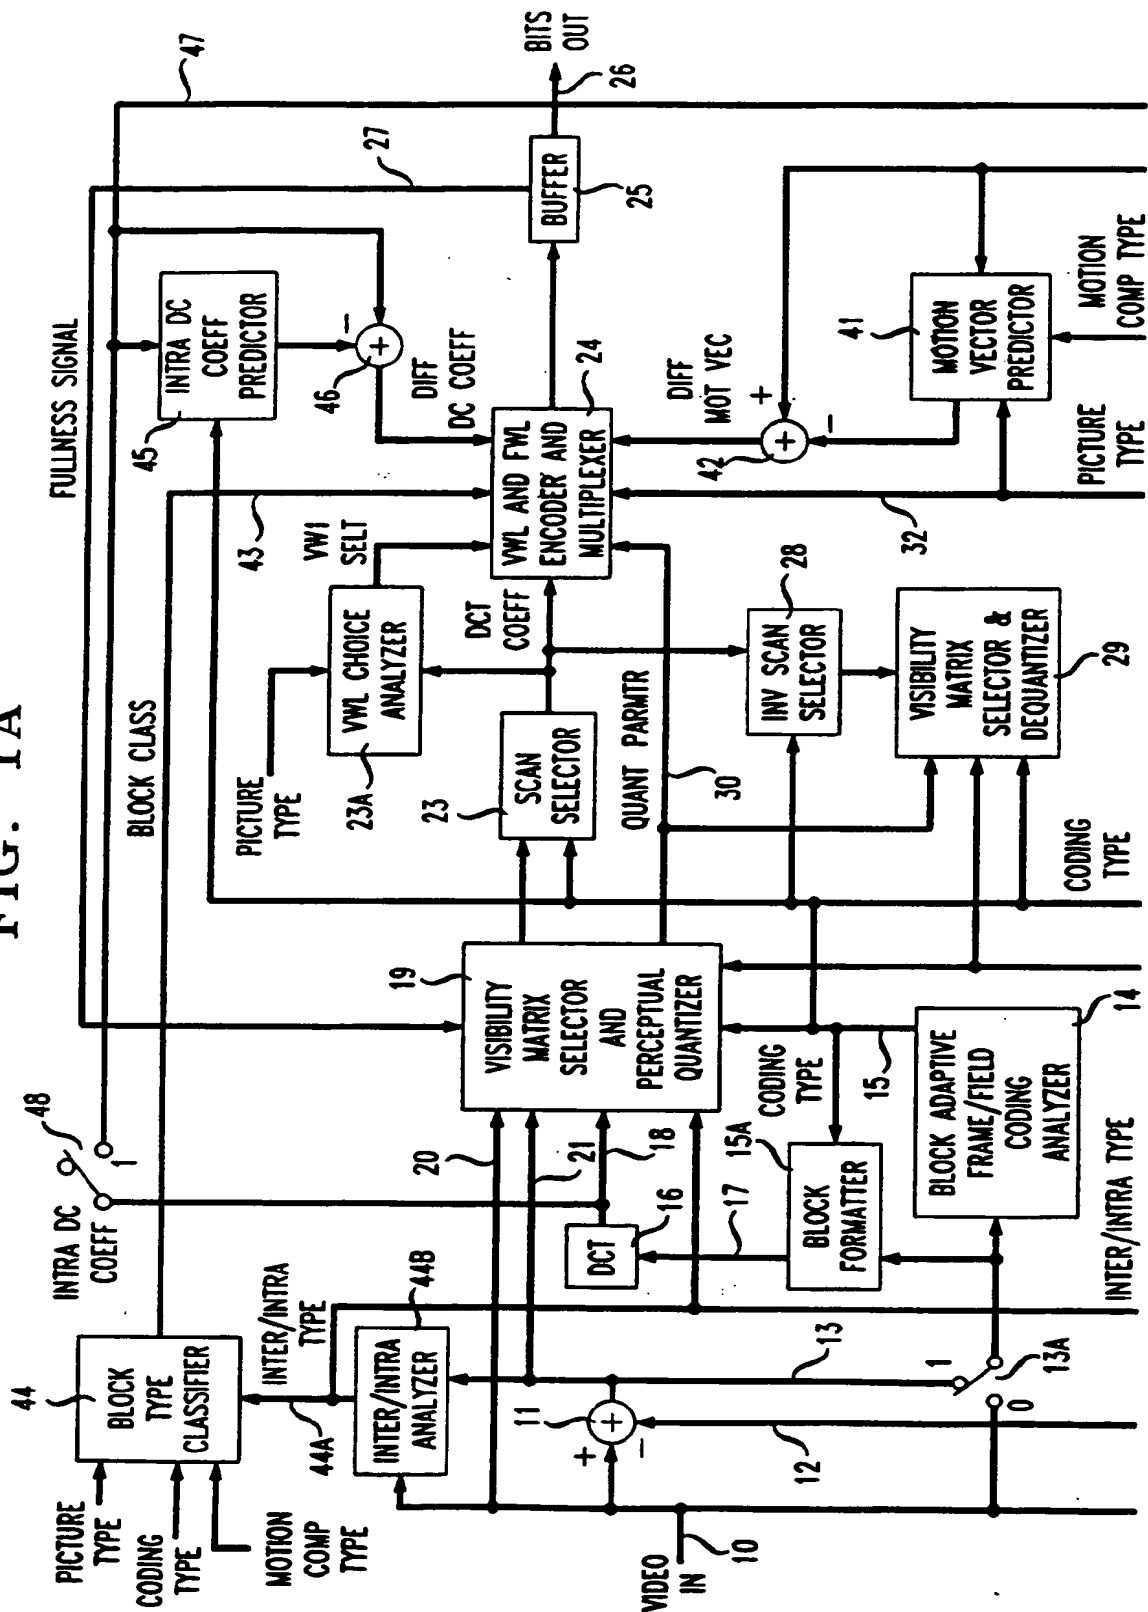 FIG. 1A
FULLNESS SIGNAL
47
27
BITS
OUT
26
BUFFER
25
INTRA DC
COEFF
PREDICTOR
45
46
−
+
DIFF
DC COEFF
BLOCK CLASS
43
VWL CHOICE
ANALYZER
23A
PICTURE
TYPE
VW1
SELT
VWL AND FWL
ENCODER AND
MULTIPLEXER
24
DCT
COEFF
SCAN
SELECTOR
23
DIFF
MOT VEC
+
+
−
42
MOTION
VECTOR
PREDICTOR
41
MOTION
COMP TYPE
PICTURE
TYPE
32
INV SCAN
SELECTOR
28
VISIBILITY
MATRIX
SELECTOR &
DEQUANTIZER
29
QUANT PARMTR
30
CODING
TYPE
48
1
INTRA DC
COEFF
19
VISIBILITY
MATRIX
SELECTOR
AND
PERCEPTUAL
QUANTIZER
20
21
18
DCT
16
17
CODING
TYPE
15
15A
BLOCK
FORMATTER
BLOCK ADAPTIVE
FRAME/FIELD
CODING
ANALYZER
14
INTER/INTRA TYPE
44
BLOCK
TYPE
CLASSIFIER
PICTURE
TYPE
CODING
TYPE
MOTION
COMP
TYPE
INTER/INTRA
TYPE
44A
INTER/INTRA
ANALYZER
44B
11
+
+
−
13
12
1
0
13A
VIDEO
IN
10